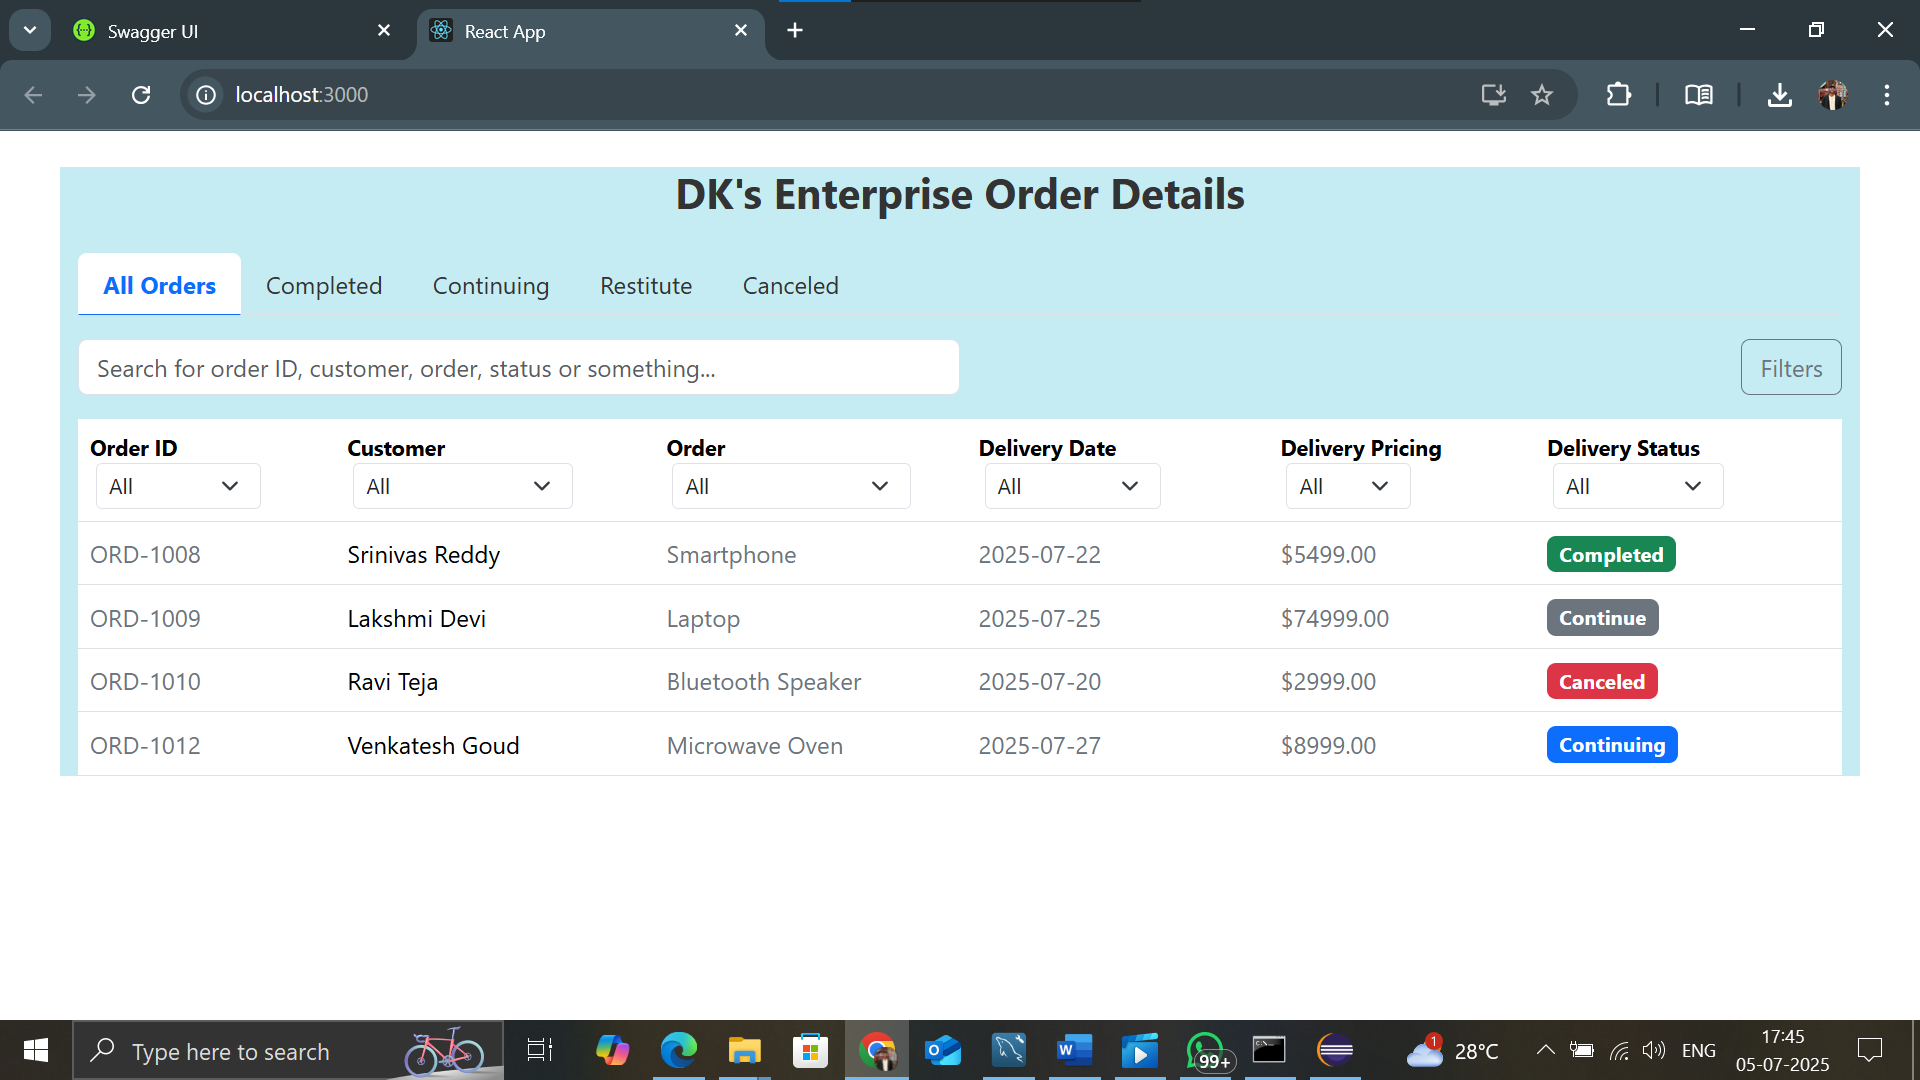 Swagger UI
React App
localhost:3000
DK's Enterprise Order Details
All Orders Completed Continuing Restitute Canceled
Search for order ID, customer, order, status or something...
Filters
Order ID Customer Order Delivery Date Delivery Pricing Delivery Status
All All All All All All
ORD-1008 Srinivas Reddy Smartphone 2025-07-22 $5499.00 Completed
ORD-1009 Lakshmi Devi Laptop 2025-07-25 $74999.00 Continue
ORD-1010 Ravi Teja Bluetooth Speaker 2025-07-20 $2999.00 Canceled
ORD-1012 Venkatesh Goud Microwave Oven 2025-07-27 $8999.00 Continuing
Type here to search
99+
1
28°C
ENG
17:45
05-07-2025